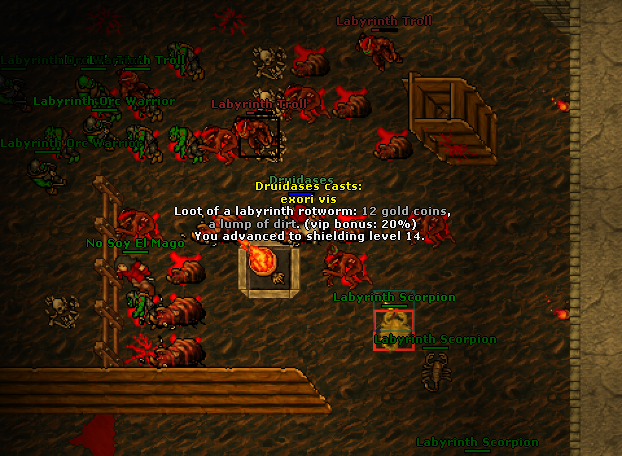 Labyrinth Troll
Labyrinth Troll
Labyrinth Orc Warrior
Labyrinth Troll
Labyrinth Orc Warrior
Druidases
Druidases casts:
exori vis
Loot of a labyrinth rotworm: 12 gold coins,
a lump of dirt. (vip bonus: 20%)
You advanced to shielding level 14.
No Soy El Mago
Labyrinth Scorpion
Labyrinth Scorpion
Labyrinth Scorpion